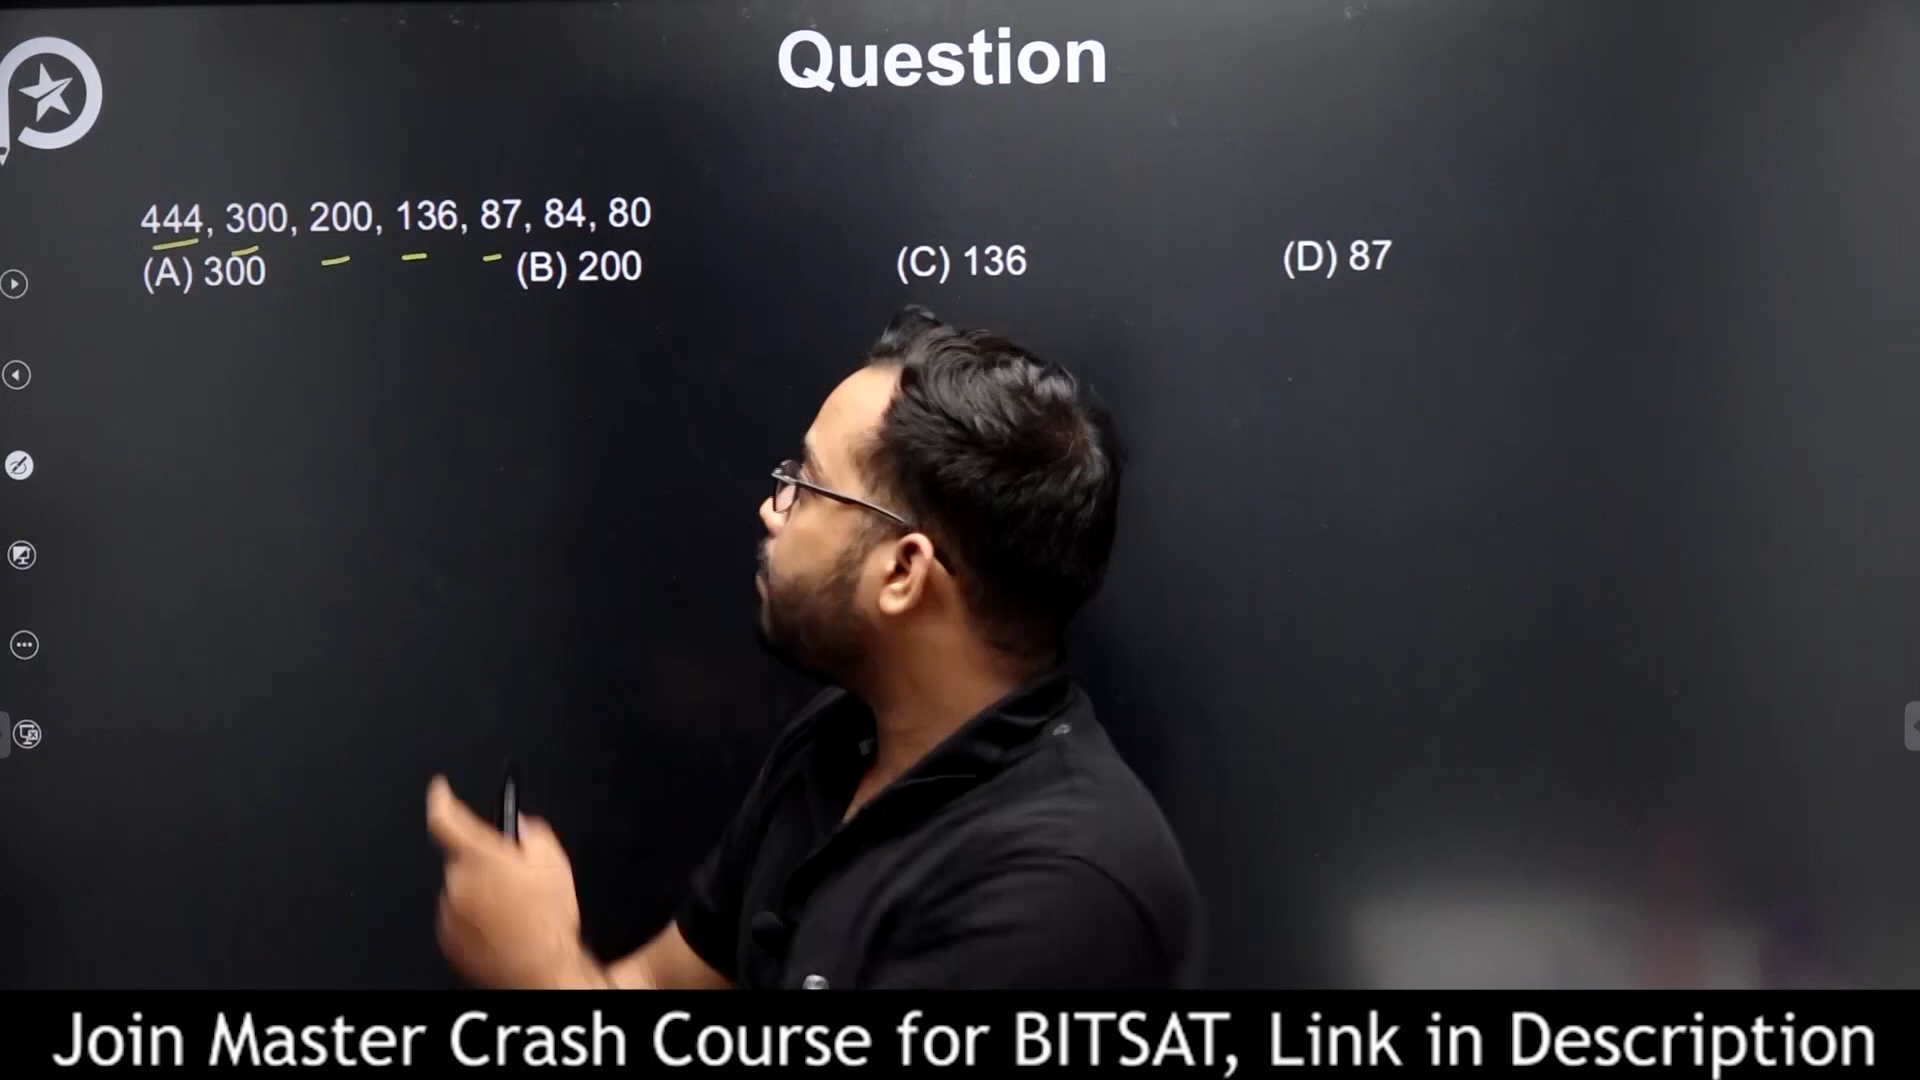 Question
444, 300, 200, 136, 87, 84, 80
(A) 300 (B) 200 (C) 136 (D) 87
Join Master Crash Course for BITSAT, Link in Description